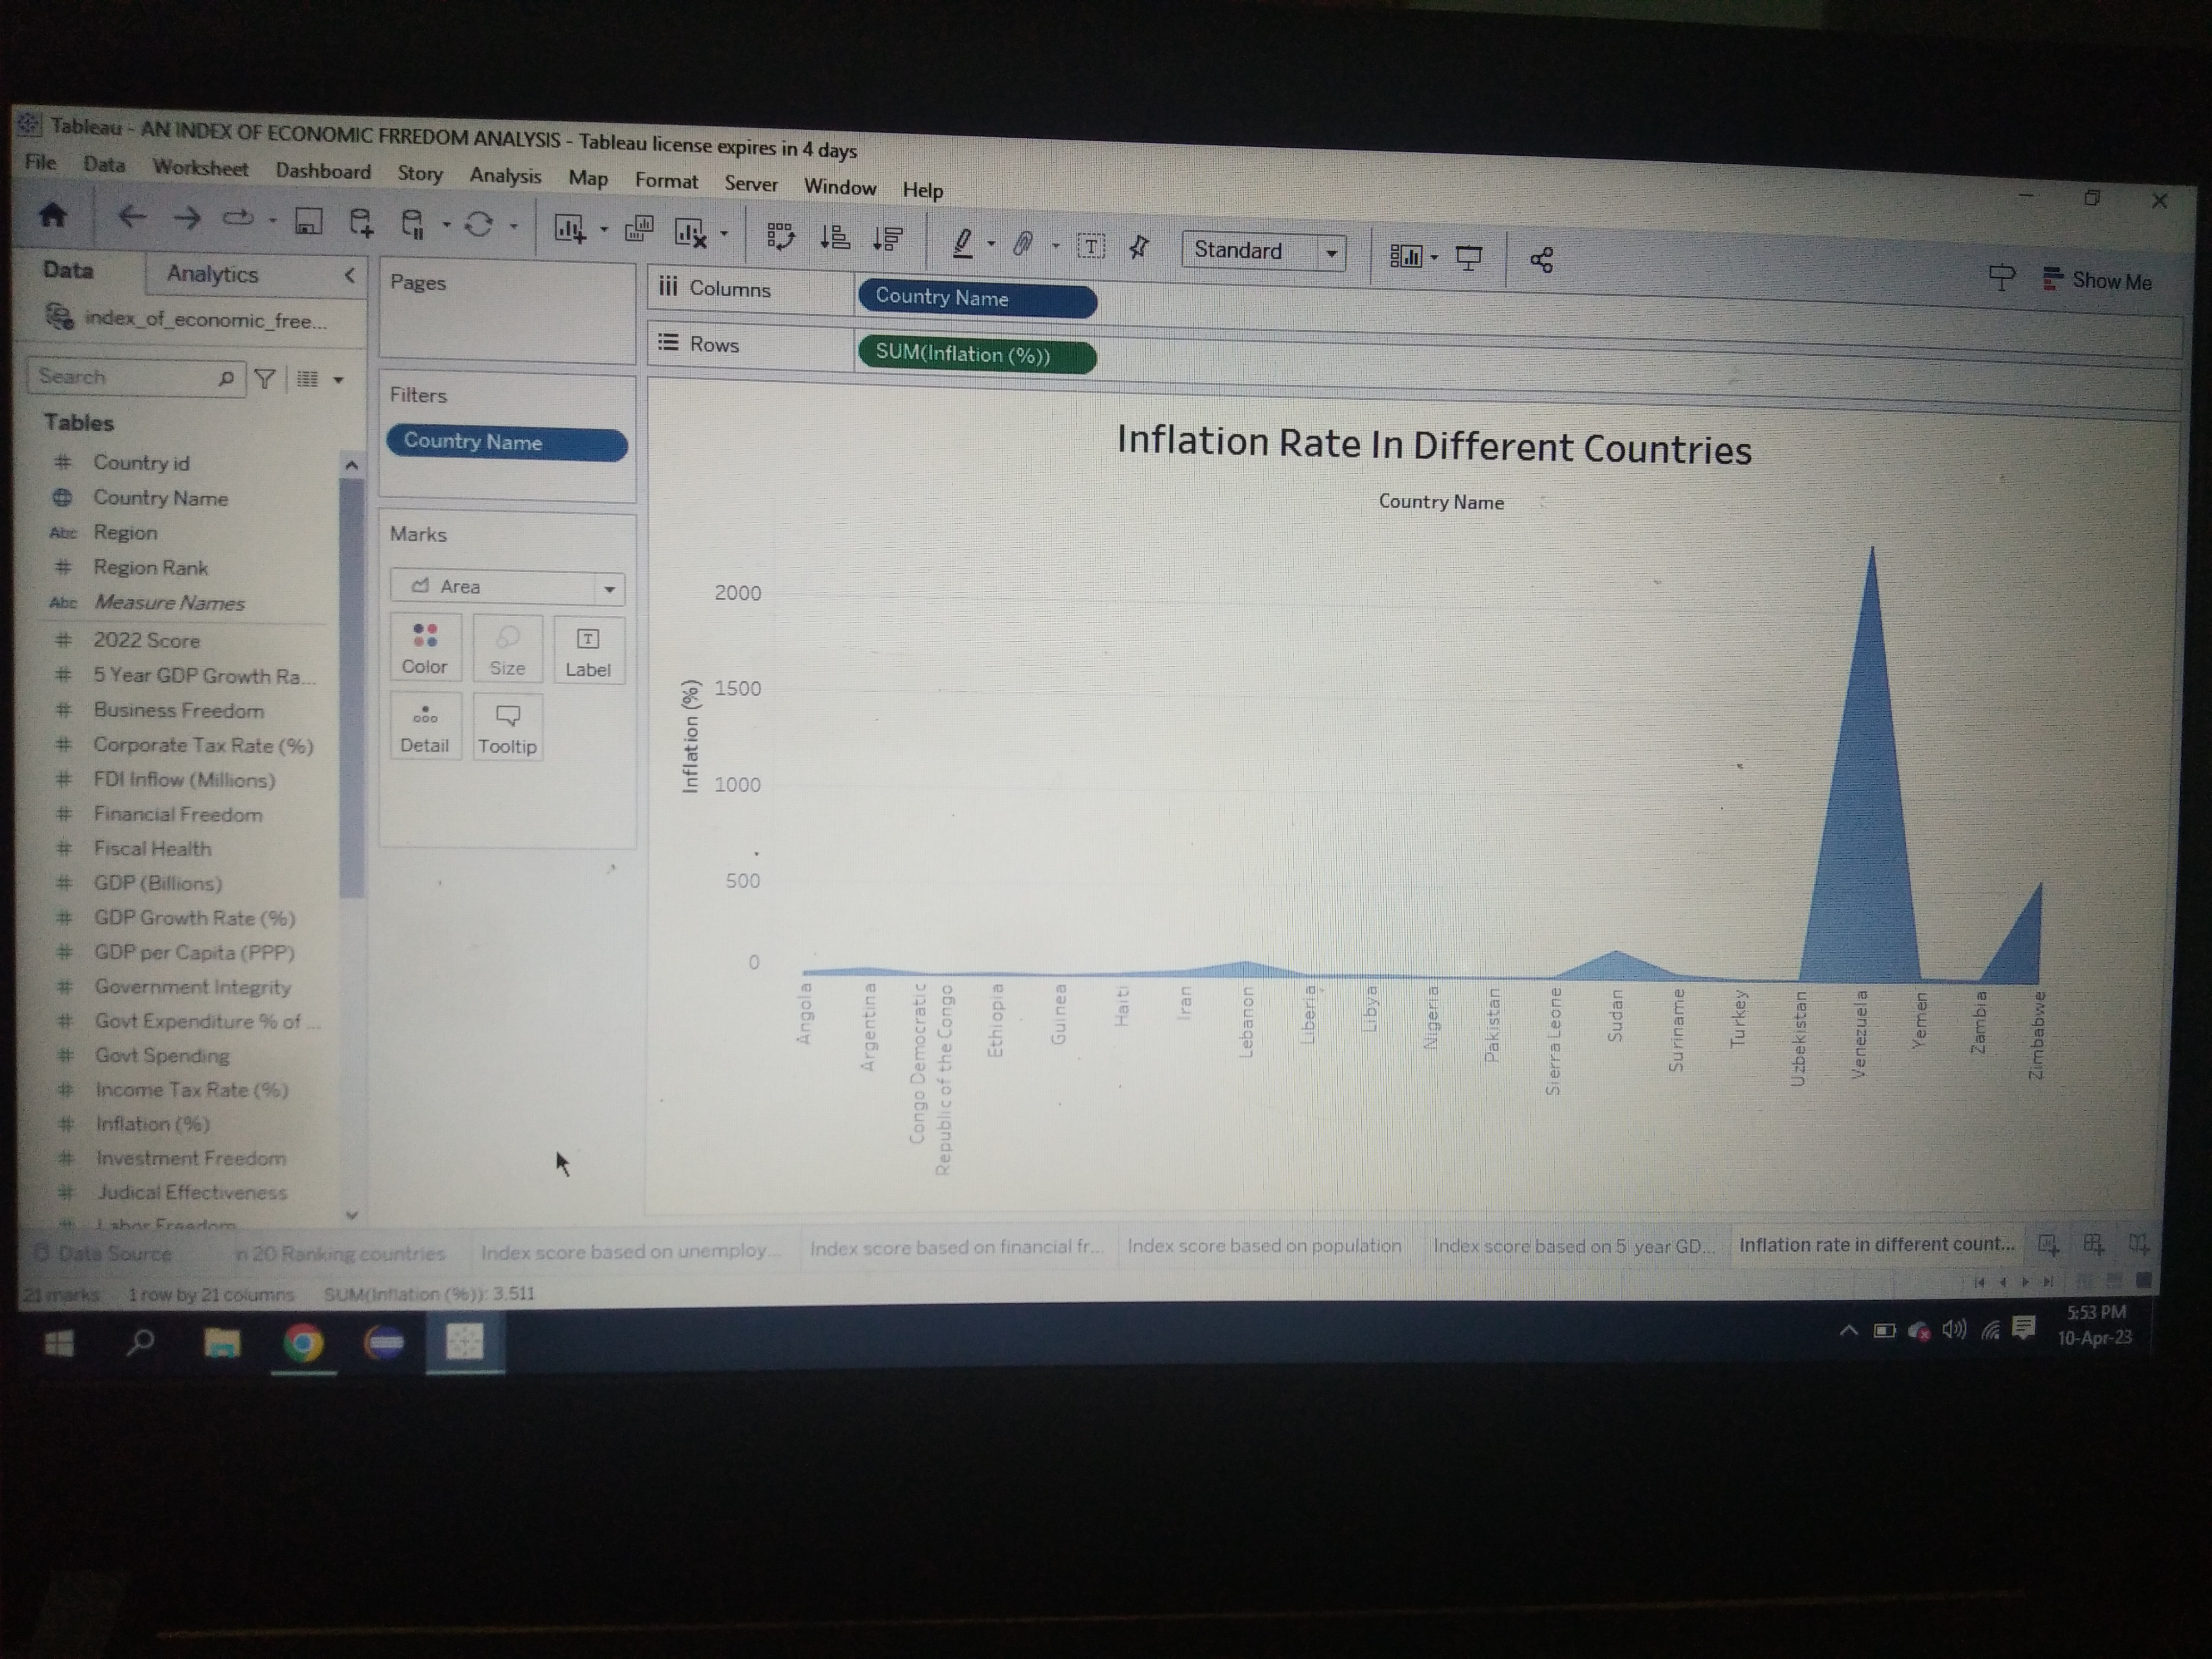 Tableau - AN INDEX OF ECONOMIC FRREDOM ANALYSIS - Tableau license expires in 4 days
File Data Worksheet Dashboard Story Analysis Map Format Server Window Help
Standard
Show Me
Data Analytics
index_of_economic_free...
Search
Tables
# Country id
Country Name
Abc Region
# Region Rank
Abc Measure Names
# 2022 Score
# 5 Year GDP Growth Ra...
# Business Freedom
# Corporate Tax Rate (%)
# FDI Inflow (Millions)
# Financial Freedom
# Fiscal Health
# GDP (Billions)
# GDP Growth Rate (%)
# GDP per Capita (PPP)
# Government Integrity
# Govt Expenditure % of ...
# Govt Spending
# Income Tax Rate (%)
# Inflation (%)
# Investment Freedom
# Judical Effectiveness
# Labor Freedom
Pages
Filters
Country Name
Marks
Area
Color Size Label
Detail Tooltip
Columns Country Name
Rows SUM(Inflation (%))
Inflation Rate In Different Countries
Country Name
Inflation (%)
2000
1500
1000
500
0
Angola
Argentina
Congo Democratic
Republic of the Congo
Ethiopia
Guinea
Haiti
Iran
Lebanon
Liberia
Libya
Nigeria
Pakistan
Sierra Leone
Sudan
Suriname
Turkey
Uzbekistan
Venezuela
Yemen
Zambia
Zimbabwe
Data Source n 20 Ranking countries Index score based on unemploy... Index score based on financial fr... Index score based on population Index score based on 5 year GD... Inflation rate in different count...
21 marks 1 row by 21 columns SUM(Inflation (%)): 3,511
5:53 PM
10-Apr-23